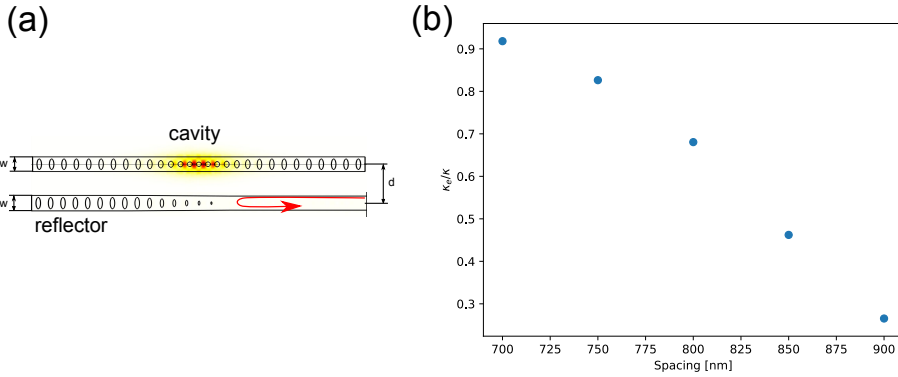 (a)
cavity
w
d
w
reflector
(b)
κe/κ
0.9
0.8
0.7
0.6
0.5
0.4
0.3
700 725 750 775 800 825 850 875 900
Spacing [nm]